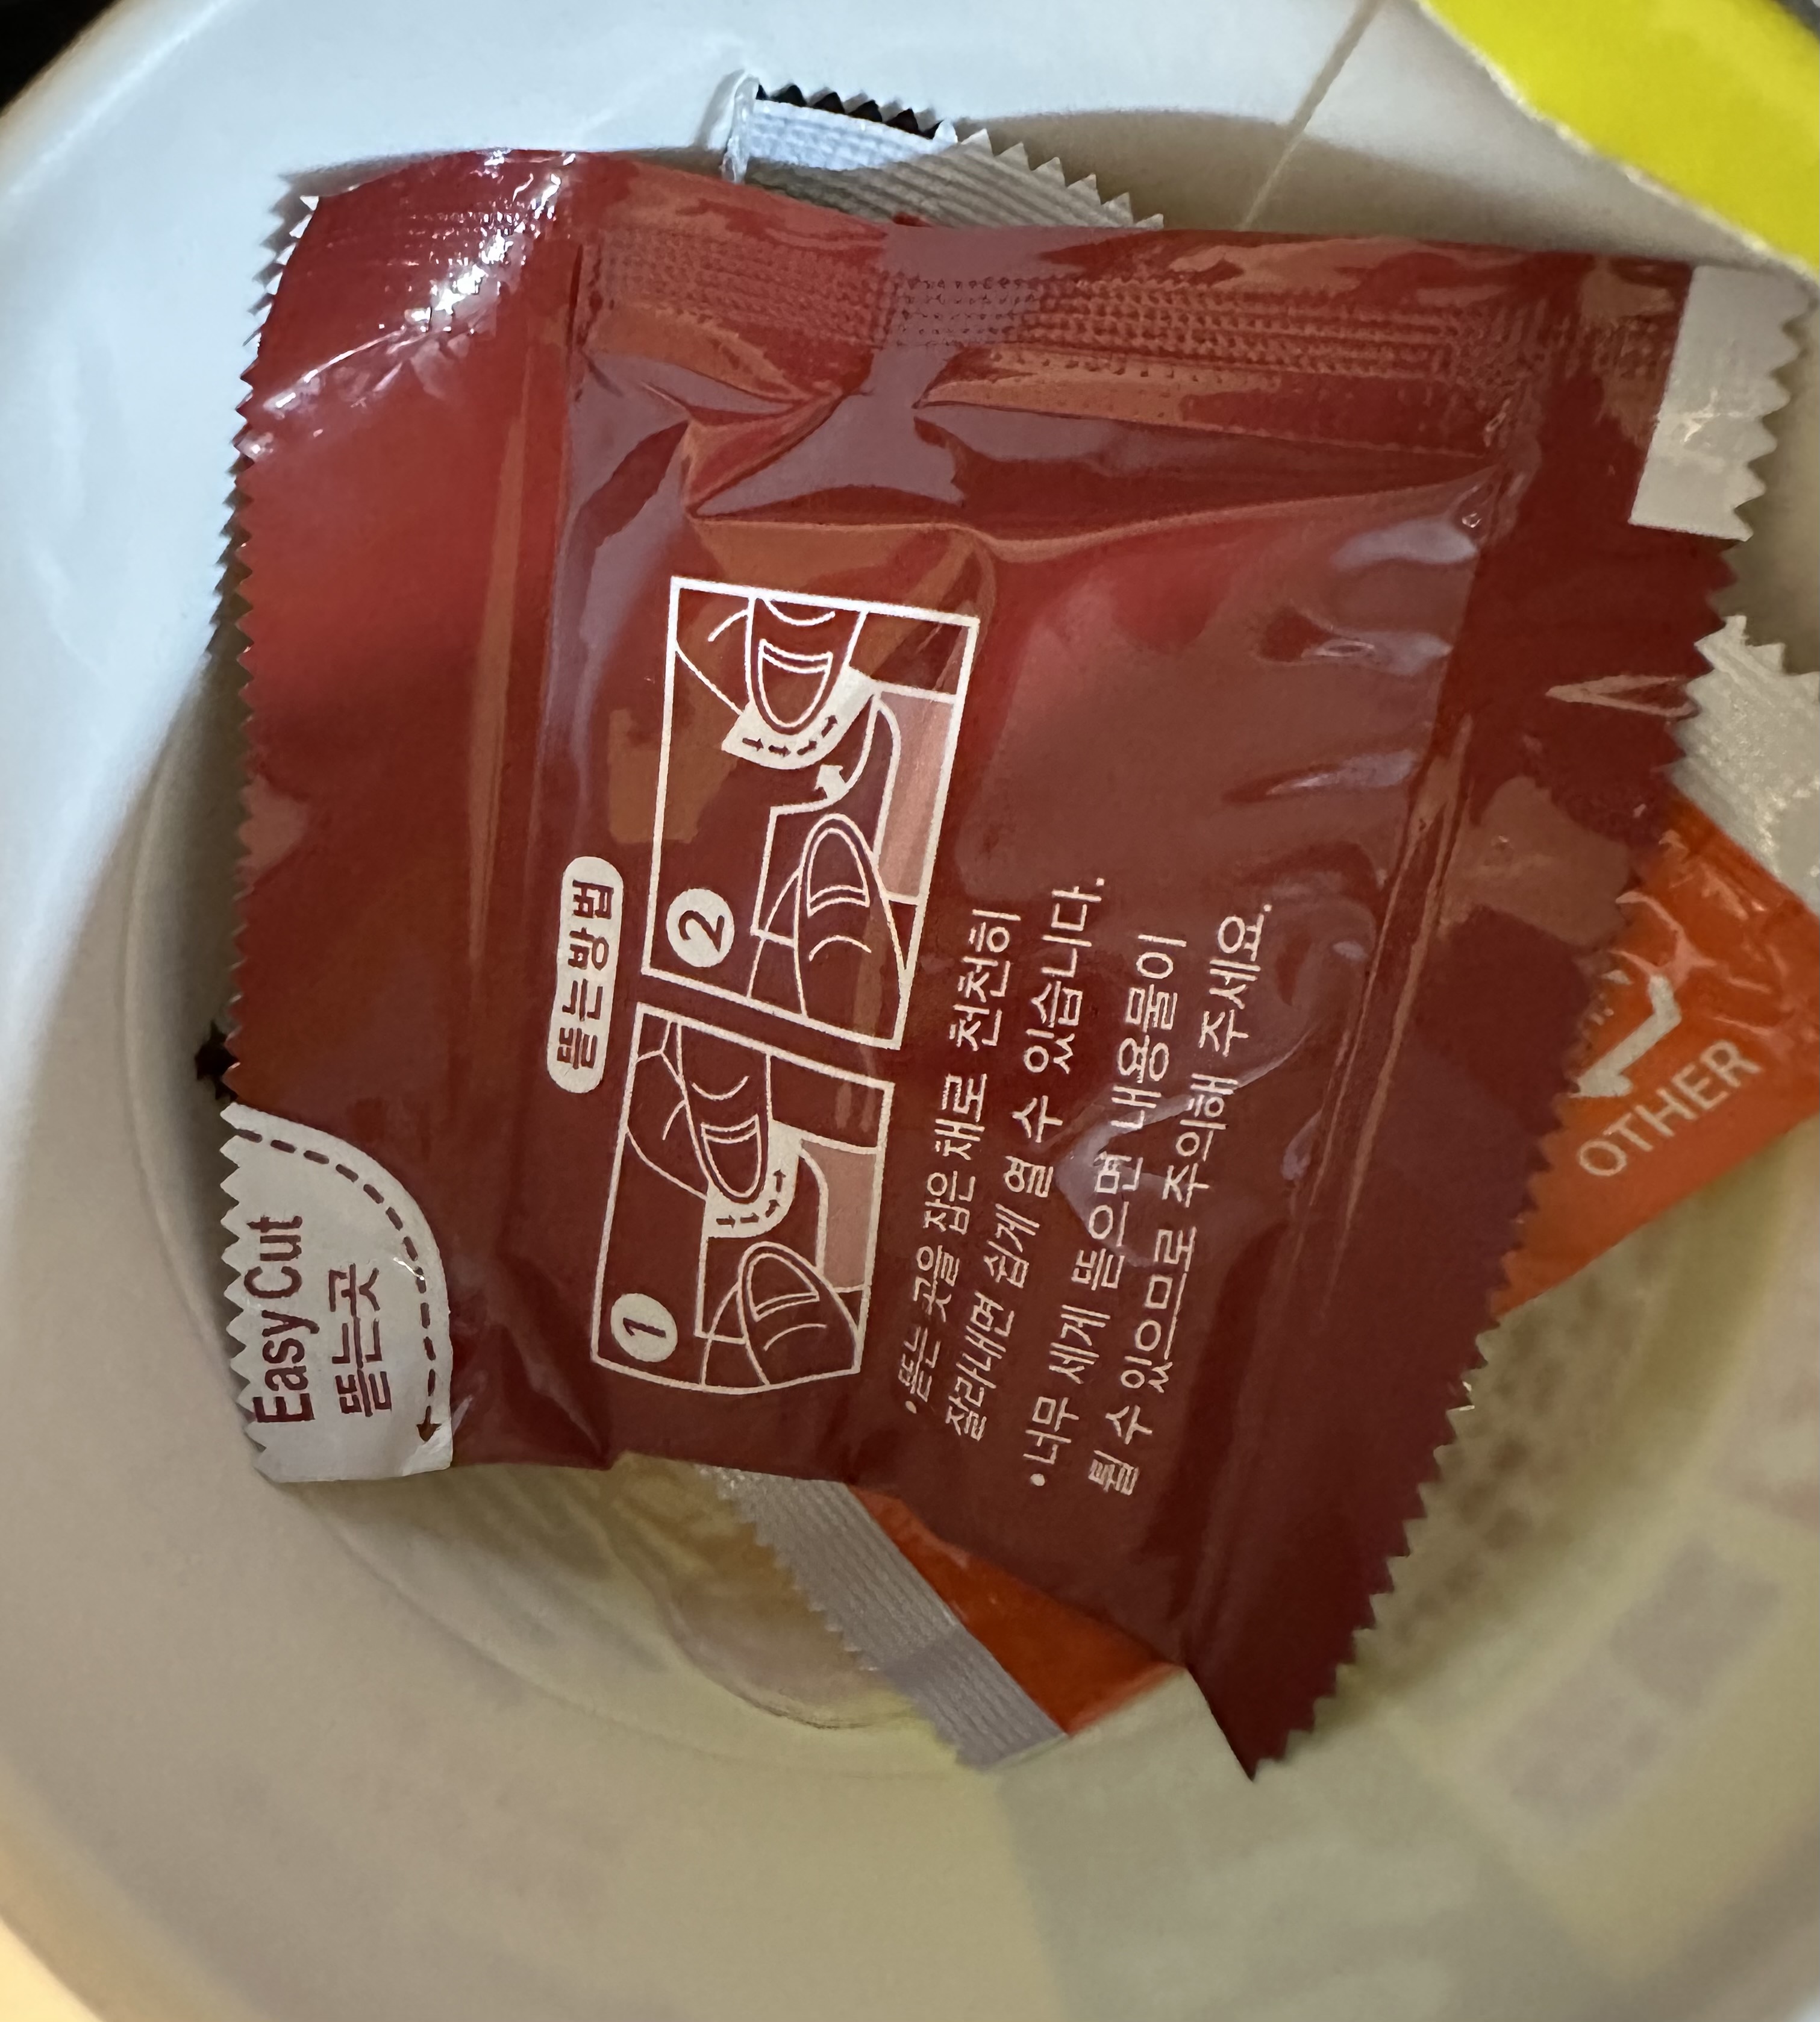 Easy Cut
뜯는곳
뜯는방법
1
2
•뜯는 곳을 잡은 채로 천천히
잘라내면 쉽게 열 수 있습니다.
•너무 세게 뜯으면 내용물이
튈 수 있으므로 주의해 주세요.
OTHER